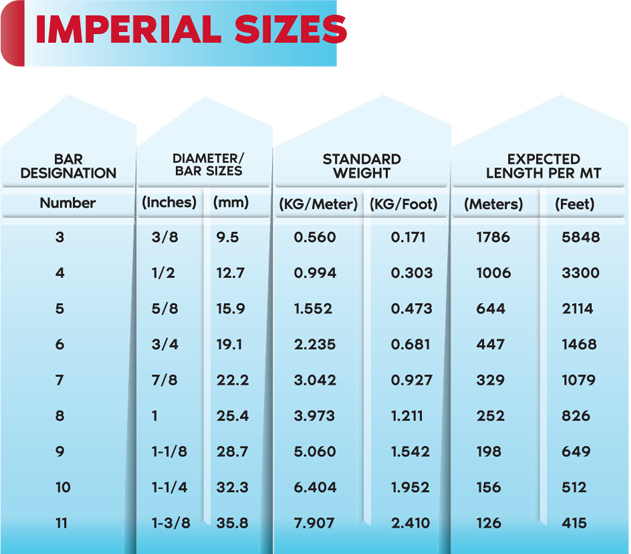 IMPERIAL SIZES
BAR DESIGNATION DIAMETER/ BAR SIZES STANDARD WEIGHT EXPECTED LENGTH PER MT
Number (Inches) (mm) (KG/Meter) (KG/Foot) (Meters) (Feet)
3 3/8 9.5 0.560 0.171 1786 5848
4 1/2 12.7 0.994 0.303 1006 3300
5 5/8 15.9 1.552 0.473 644 2114
6 3/4 19.1 2.235 0.681 447 1468
7 7/8 22.2 3.042 0.927 329 1079
8 1 25.4 3.973 1.211 252 826
9 1-1/8 28.7 5.060 1.542 198 649
10 1-1/4 32.3 6.404 1.952 156 512
11 1-3/8 35.8 7.907 2.410 126 415